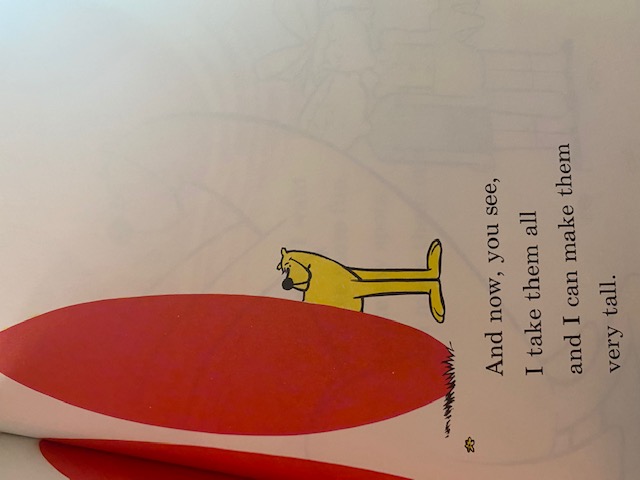 And now, you see,
I take them all
and I can make them
very tall.